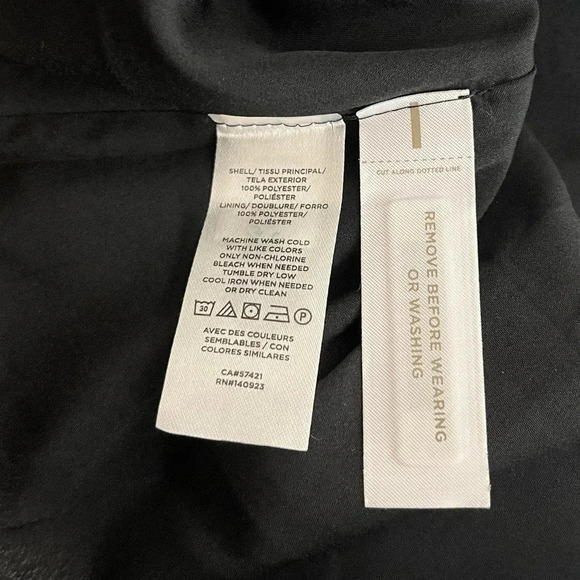 SHELL/ TISSU PRINCIPAL/
TELA EXTERIOR
100% POLYESTER/
POLIÉSTER
LINING/ DOUBLURE/ FORRO
100% POLYESTER/
POLIÉSTER
MACHINE WASH COLD
WITH LIKE COLORS
ONLY NON-CHLORINE
BLEACH WHEN NEEDED
TUMBLE DRY LOW
COOL IRON WHEN NEEDED
OR DRY CLEAN
30 P
AVEC DES COULEURS
SEMBLABLES / CON
COLORES SIMILARES
CA#57421
RN#140923
CUT ALONG DOTTED LINE
REMOVE BEFORE WEARING
OR WASHING